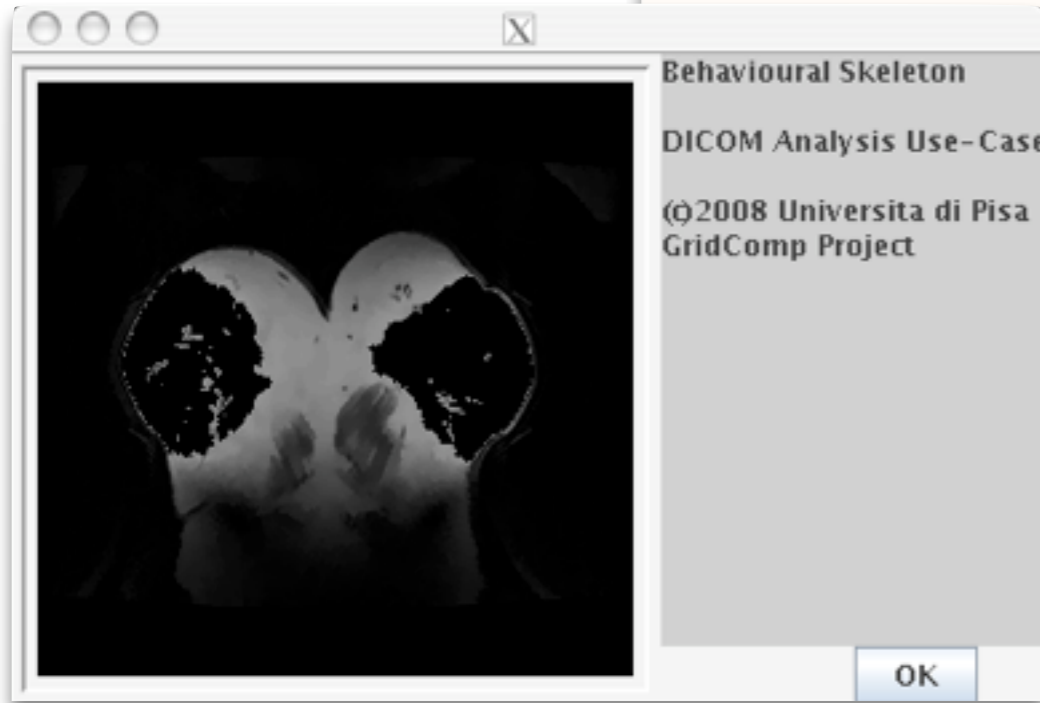 Behavioural Skeleton
DICOM Analysis Use-Case
(c)2008 Universita di Pisa
GridComp Project
OK